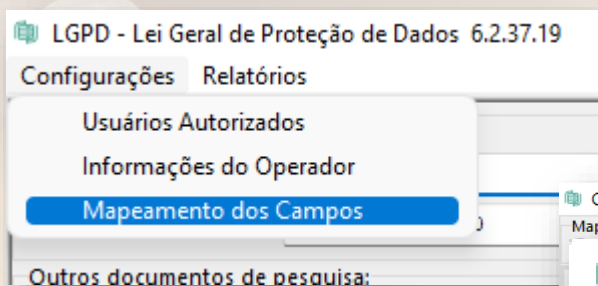 LGPD - Lei Geral de Proteção de Dados 6.2.37.19
Configurações Relatórios
Usuários Autorizados
Informações do Operador
Mapeamento dos Campos
Outros documentos de pesquisa: